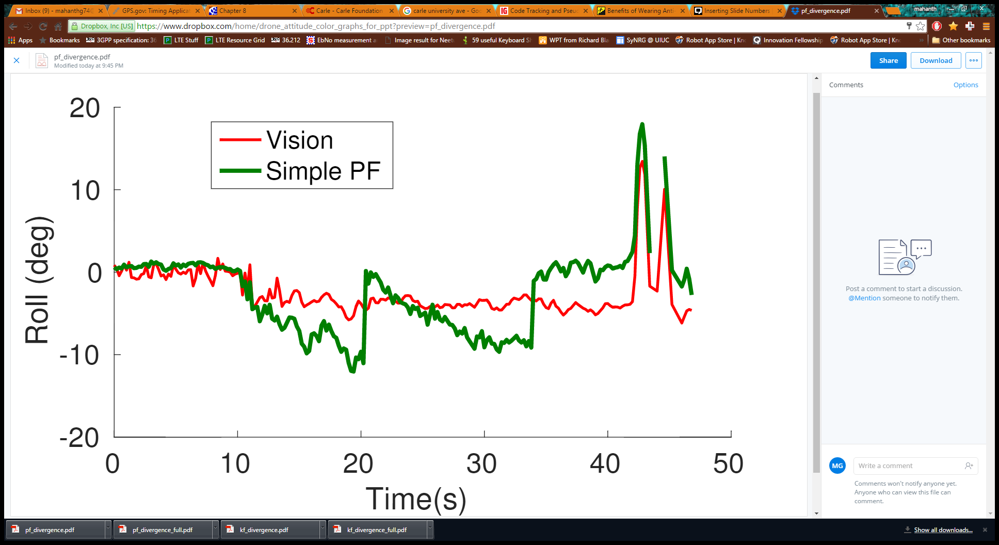 Inbox (9) - mahanthg74@
GPS.gov: Timing Applicat
Chapter 8
Carle - Carle Foundation
carle university ave - Goo
Code Tracking and Pseud
Benefits of Wearing Anti-
Inserting Slide Numbers
pf_divergence.pdf
mahanth
Dropbox, Inc [US]
https://www.dropbox.com/home/drone_attitude_color_graphs_for_ppt?preview=pf_divergence.pdf
Apps
Bookmarks
3GPP specification: 36
LTE Stuff
LTE Resource Grid
36.212
EbNo measurement a
Image result for Neetu
59 useful Keyboard Sh
WPT from Richard Bla
SyNRG @ UIUC
Robot App Store | Kno
Innovation Fellowship
Robot App Store | Kno
Other bookmarks
pf_divergence.pdf
Modified today at 9:45 PM
Share
Download
Comments
Options
20
10
0
-10
-20
Roll (deg)
Vision
Simple PF
0 10 20 30 40 50
Time(s)
Post a comment to start a discussion.
@Mention someone to notify them.
MG
Write a comment
Comments won't notify anyone yet.
Anyone who can view this file can
comment.
pf_divergence.pdf
pf_divergence_full.pdf
kf_divergence.pdf
kf_divergence_full.pdf
Show all downloads...